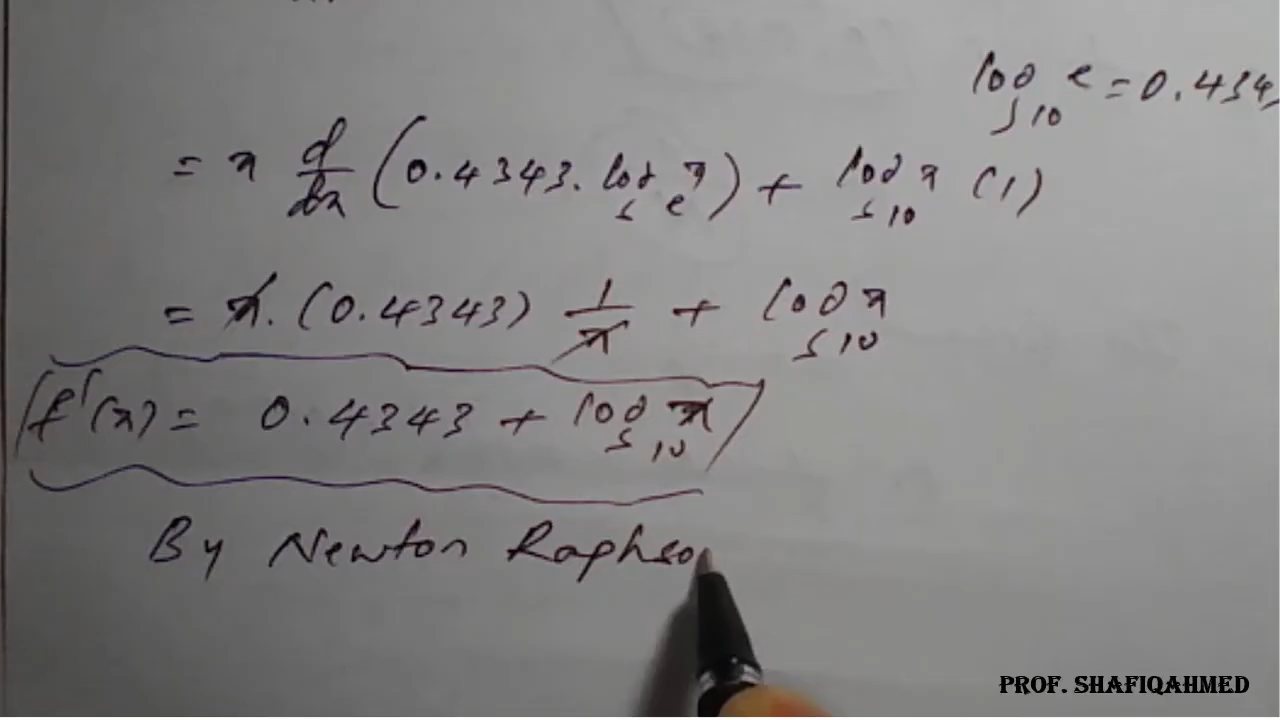 log₁₀ e = 0.434
= x d/dx (0.4343. logₑ x) + log₁₀ x (1)
= x. (0.4343) 1/x + log₁₀ x
f'(x) = 0.4343 + log₁₀ x
By Newton Raphso
PROF. SHAFIQAHMED